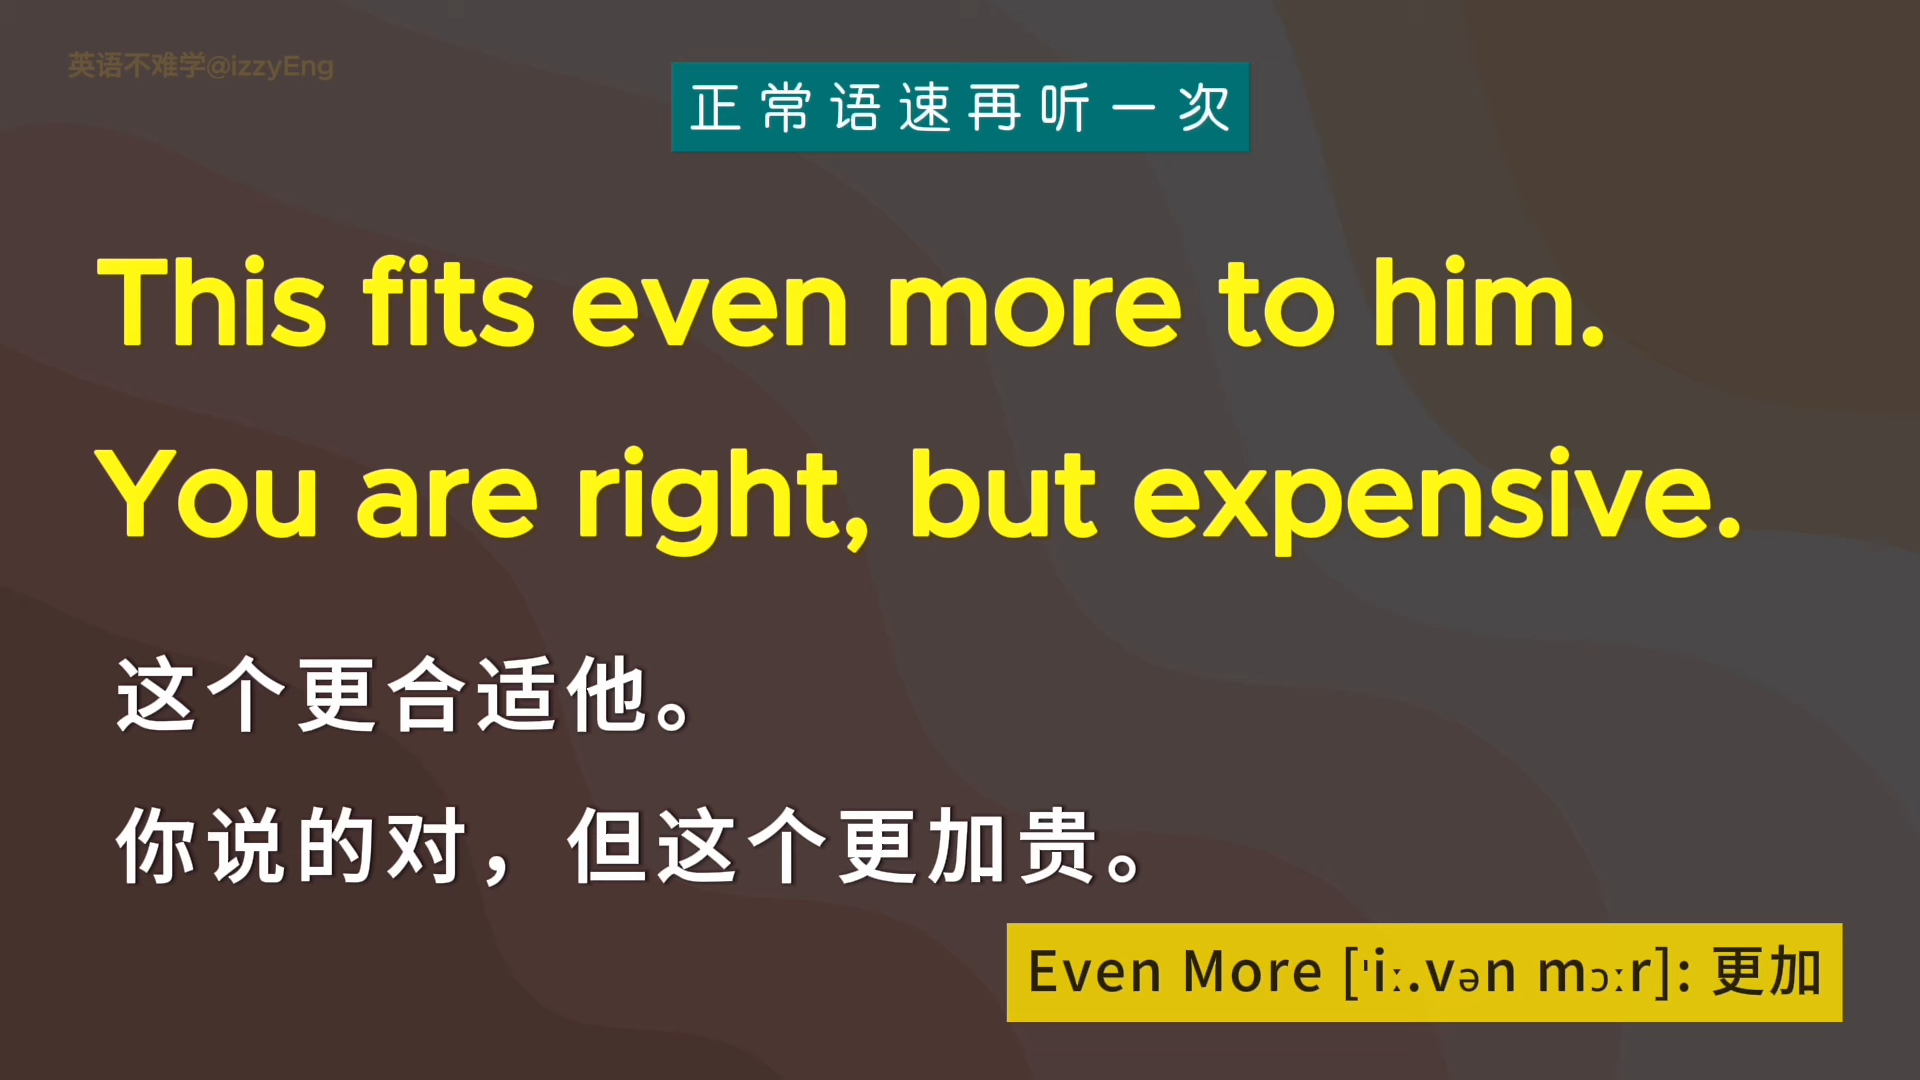 英语不难学@izzyEng
正常语速再听一次
This fits even more to him.
You are right, but expensive.
这个更合适他。
你说的对，但这个更加贵。
Even More [ˈiː.vən mɔːr]: 更加